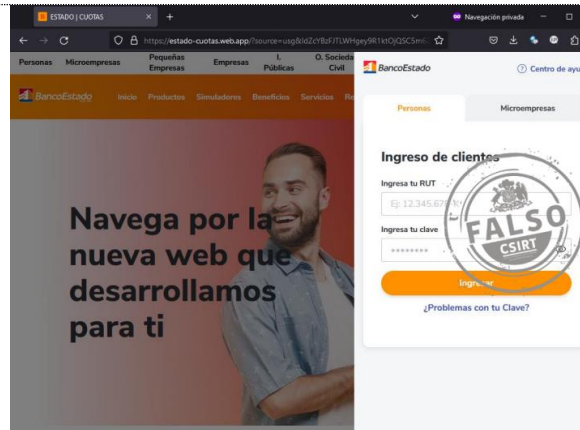 ESTADO | CUOTAS
Navegación privada
https://estado-cuotas.web.app/?source=usg
Personas
Microempresas
Pequeñas Empresas
Empresas
I. Públicas
O. Socieda
Civil
BancoEstado
Inicio
Productos
Simuladores
Beneficios
Servicios
Re
Navega por la
nueva web que
desarrollamos
para ti
BancoEstado
Centro de ayu
Personas
Microempresas
Ingreso de clientes
Ingresa tu RUT
Ej: 12.345.678-
Ingresa tu clave
********
FALSO
CSIRT
Ingresar
¿Problemas con tu Clave?